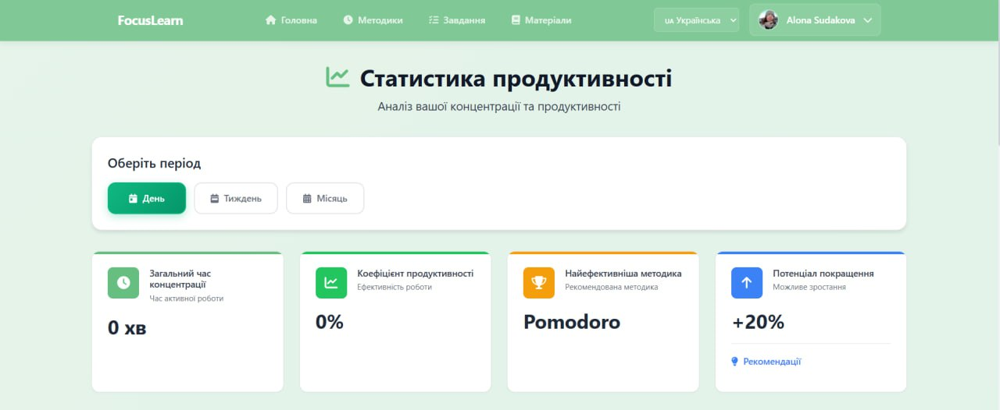 FocusLearn
Головна
Методики
Завдання
Матеріали
UA Українська
Alona Sudakova
Статистика продуктивності
Аналіз вашої концентрації та продуктивності
Оберіть період
День
Тиждень
Місяць
Загальний час
концентрації
Час активної роботи
0 хв
Коефіцієнт продуктивності
Ефективність роботи
0%
Найефективніша методика
Рекомендована методика
Pomodoro
Потенціал покращення
Можливе зростання
+20%
Рекомендації